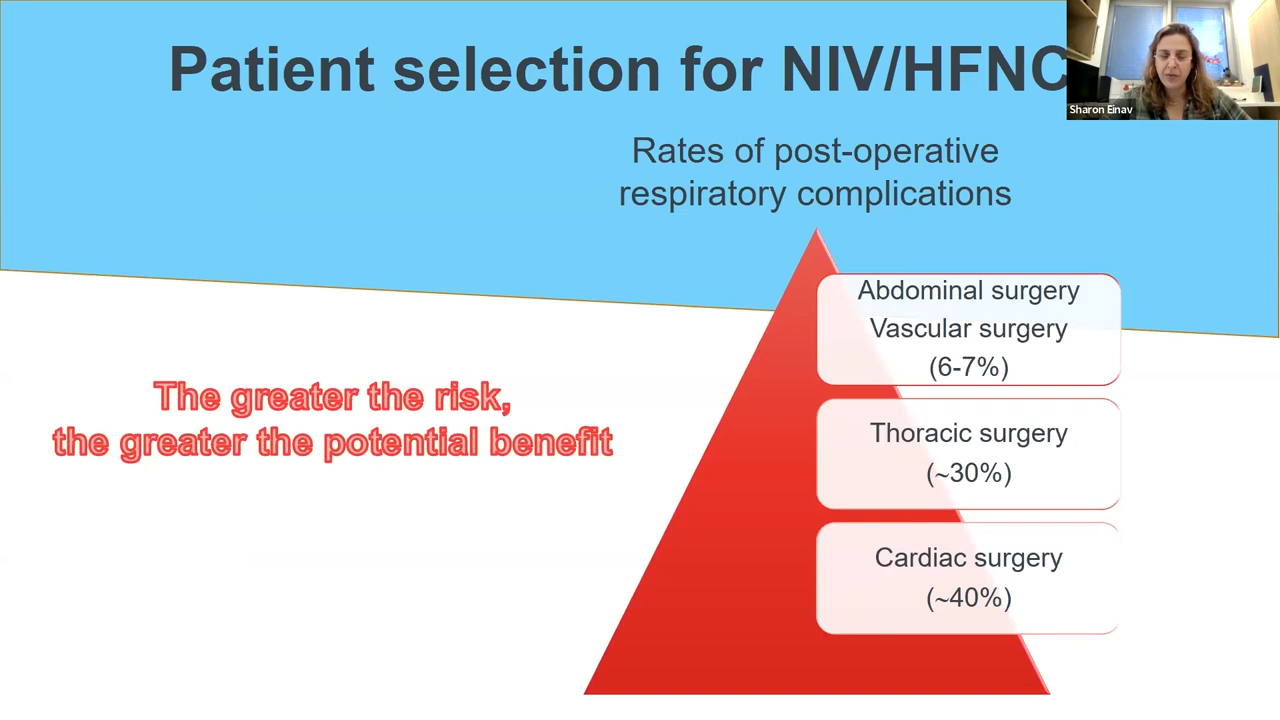 Patient selection for NIV/HFNC
Sharon Einav
Rates of post-operative
respiratory complications
Abdominal surgery
Vascular surgery
(6-7%)
The greater the risk,
the greater the potential benefit
Thoracic surgery
(~30%)
Cardiac surgery
(~40%)